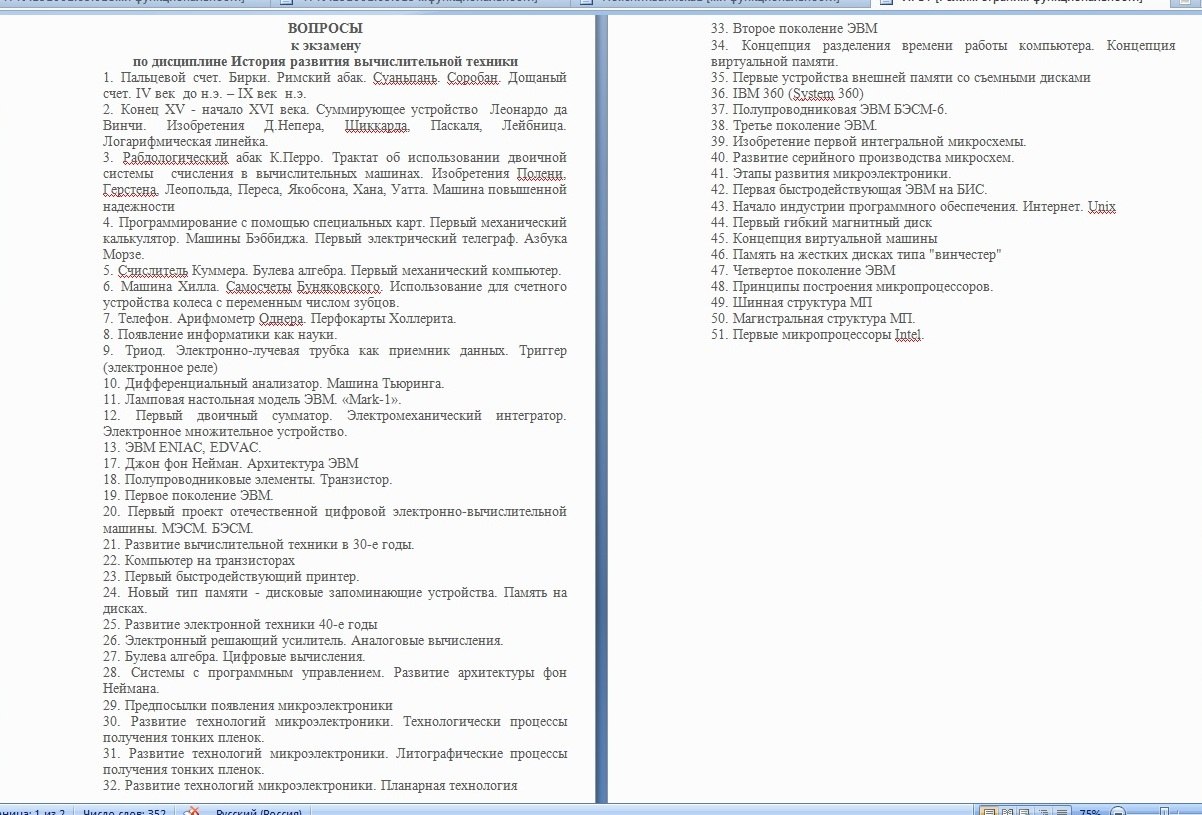 ВОПРОСЫ
к экзамену
по дисциплине История развития вычислительной техники
1. Пальцевой счет. Бирки. Римский абак. Суаньпань. Соробан. Дощаный
счет. IV век до н.э. – IX век н.э.
2. Конец XV - начало XVI века. Суммирующее устройство Леонардо да
Винчи. Изобретения Д.Непера, Шиккарда, Паскаля, Лейбница.
Логарифмическая линейка.
3. Рабдологический абак К.Перро. Трактат об использовании двоичной
системы счисления в вычислительных машинах. Изобретения Полени,
Герстена, Леопольда, Переса, Якобсона, Хана, Уатта. Машина повышенной
надежности
4. Программирование с помощью специальных карт. Первый механический
калькулятор. Машины Бэббиджа. Первый электрический телеграф. Азбука
Морзе.
5. Счислитель Куммера. Булева алгебра. Первый механический компьютер.
6. Машина Хилла. Самосчеты Буняковского. Использование для счетного
устройства колеса с переменным числом зубцов.
7. Телефон. Арифмометр Однера. Перфокарты Холлерита.
8. Появление информатики как науки.
9. Триод. Электронно-лучевая трубка как приемник данных. Триггер
(электронное реле)
10. Дифференциальный анализатор. Машина Тьюринга.
11. Ламповая настольная модель ЭВМ. «Mark-1».
12. Первый двоичный сумматор. Электромеханический интегратор.
Электронное множительное устройство.
13. ЭВМ ENIAC, EDVAC.
17. Джон фон Нейман. Архитектура ЭВМ
18. Полупроводниковые элементы. Транзистор.
19. Первое поколение ЭВМ.
20. Первый проект отечественной цифровой электронно-вычислительной
машины. МЭСМ. БЭСМ.
21. Развитие вычислительной техники в 30-е годы.
22. Компьютер на транзисторах
23. Первый быстродействующий принтер.
24. Новый тип памяти - дисковые запоминающие устройства. Память на
дисках.
25. Развитие электронной техники 40-е годы
26. Электронный решающий усилитель. Аналоговые вычисления.
27. Булева алгебра. Цифровые вычисления.
28. Системы с программным управлением. Развитие архитектуры фон
Неймана.
29. Предпосылки появления микроэлектроники
30. Развитие технологий микроэлектроники. Технологически процессы
получения тонких пленок.
31. Развитие технологий микроэлектроники. Литографические процессы
получения тонких пленок.
32. Развитие технологий микроэлектроники. Планарная технология
33. Второе поколение ЭВМ
34. Концепция разделения времени работы компьютера. Концепция
виртуальной памяти.
35. Первые устройства внешней памяти со съемными дисками
36. IBM 360 (System 360)
37. Полупроводниковая ЭВМ БЭСМ-6.
38. Третье поколение ЭВМ.
39. Изобретение первой интегральной микросхемы.
40. Развитие серийного производства микросхем.
41. Этапы развития микроэлектроники.
42. Первая быстродействующая ЭВМ на БИС.
43. Начало индустрии программного обеспечения. Интернет. Unix
44. Первый гибкий магнитный диск
45. Концепция виртуальной машины
46. Память на жестких дисках типа "винчестер"
47. Четвертое поколение ЭВМ
48. Принципы построения микропроцессоров.
49. Шинная структура МП
50. Магистральная структура МП.
51. Первые микропроцессоры Intel.
Число слов: 352 Русский (Россия) 75%